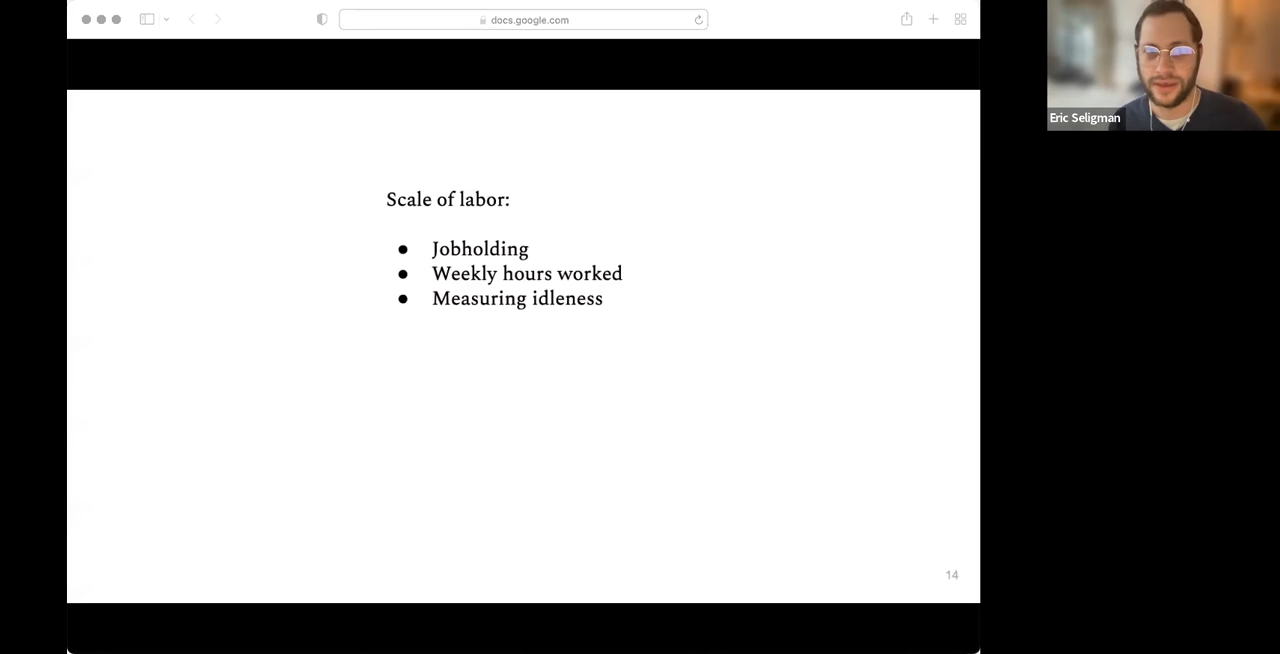 docs.google.com
Eric Seligman
Scale of labor:
● Jobholding
● Weekly hours worked
● Measuring idleness
14